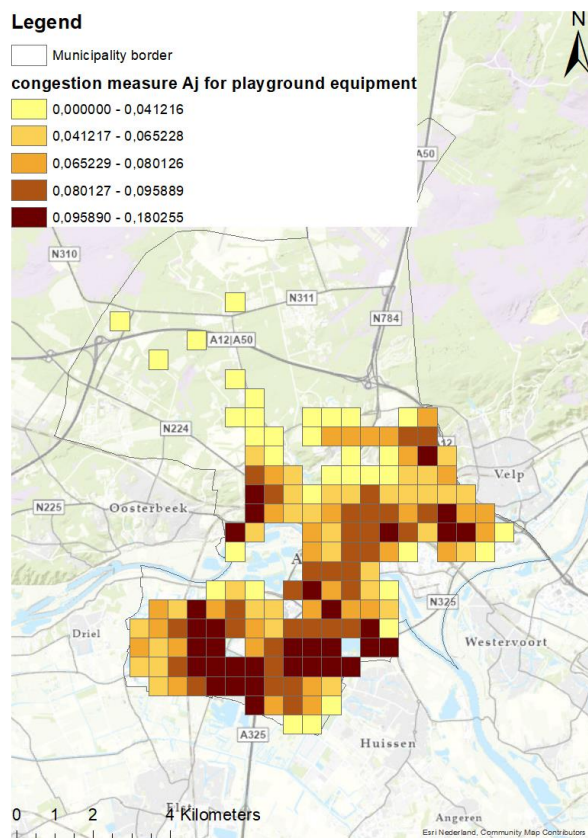 Legend
N
Municipality border
congestion measure Aj for playground equipment
0,000000 - 0,041216
0,041217 - 0,065228
0,065229 - 0,080126
0,080127 - 0,095889
0,095890 - 0,180255
A50
N310
N311
N784
A12|A50
N224
A12
Velp
N225
Oosterbeek
A
N325
Driel
Westervoort
A325
Huissen
Elst
0 1 2 4 Kilometers
Angeren
Esri Nederland, Community Map Contributors